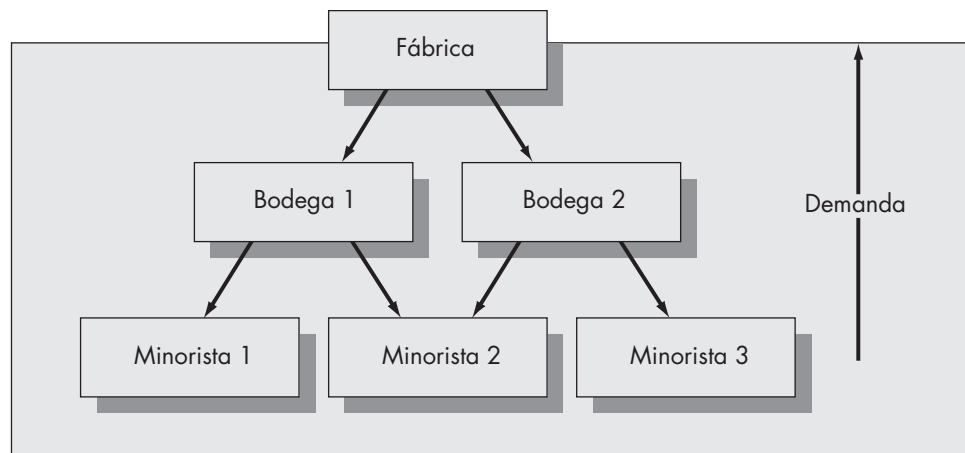 Fábrica
Bodega 1
Bodega 2
Demanda
Minorista 1
Minorista 2
Minorista 3